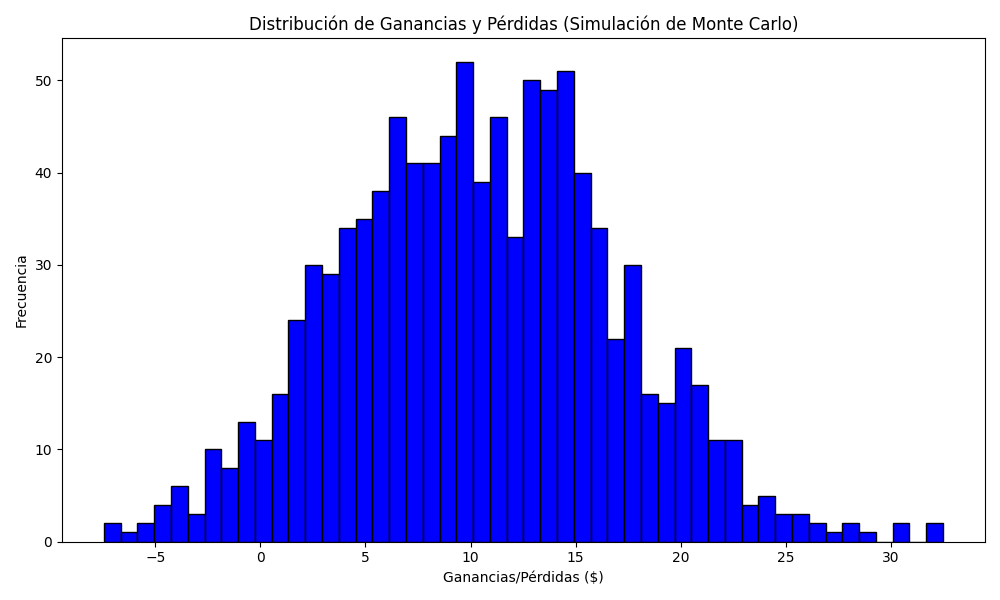 Distribución de Ganancias y Pérdidas (Simulación de Monte Carlo)
50
40
30
20
10
0
Frecuencia
−5 0 5 10 15 20 25 30
Ganancias/Pérdidas ($)